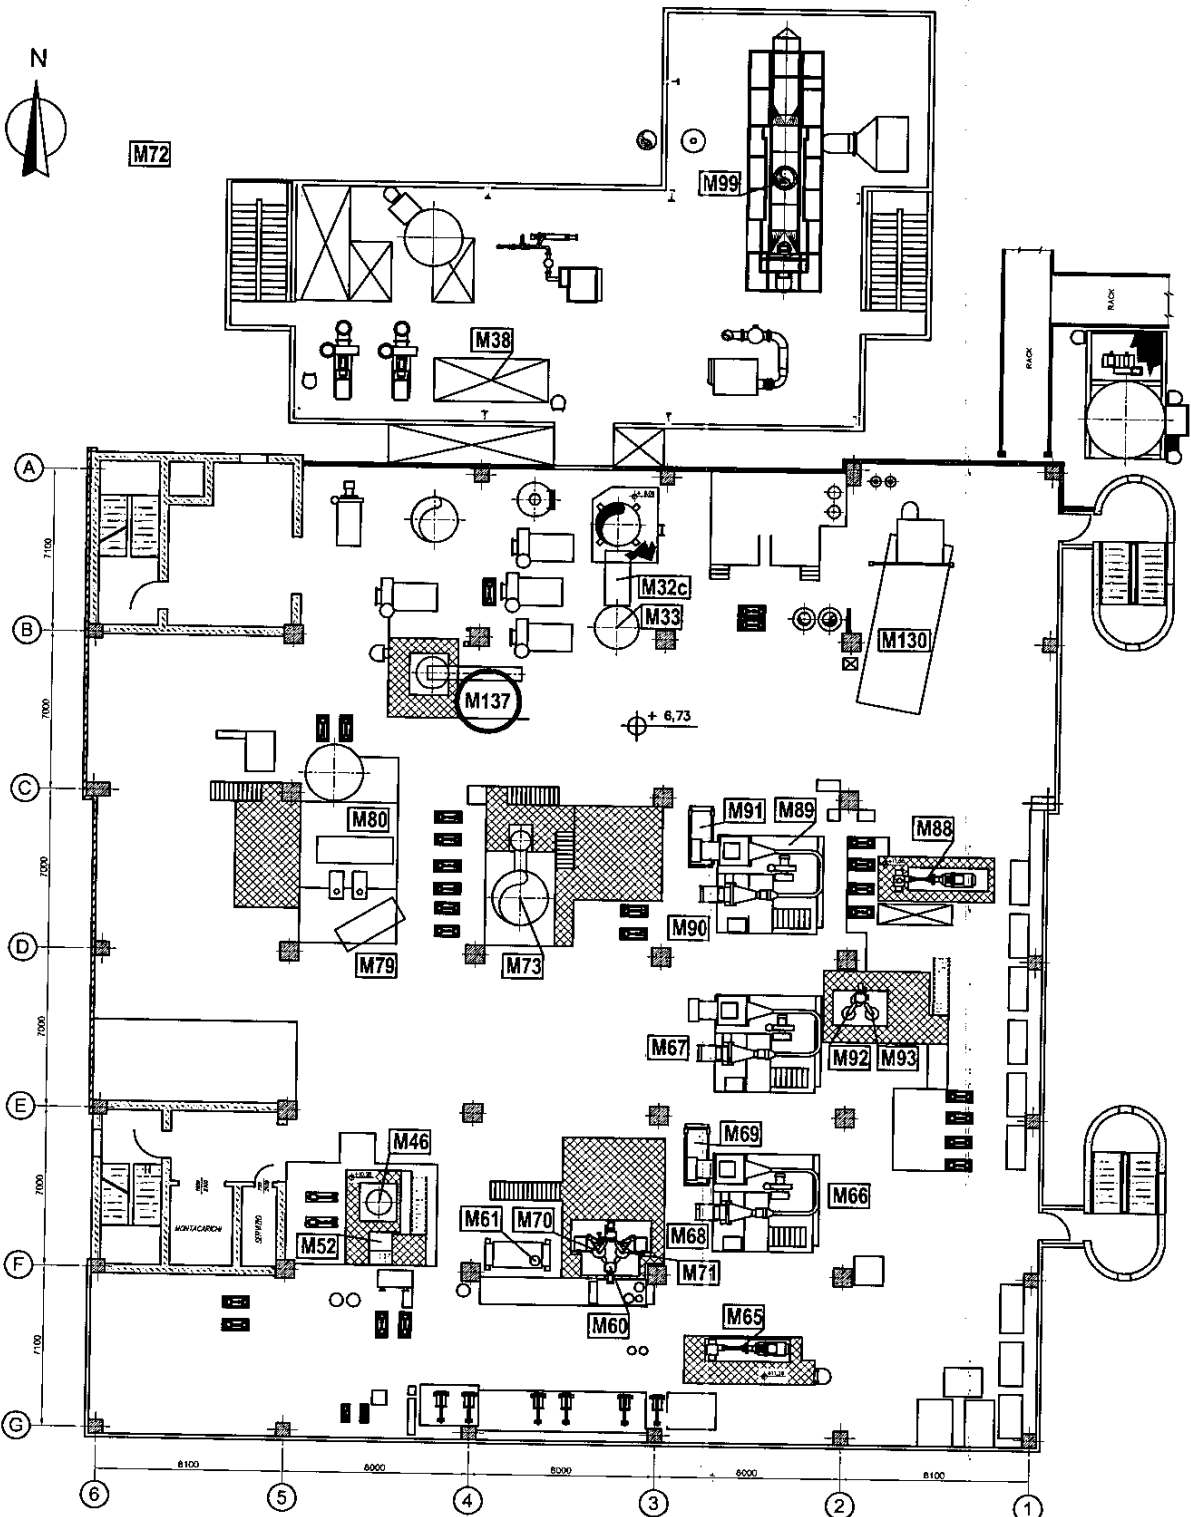 N
M72
M99
M38
RACK
RACK
A
7100
M32c
M33
B
M130
M137
+ 6,73
7000
C
M80
M91
M89
M88
7000
M90
D
M79
M73
7000
M67
M92
M93
E
M46
M69
7000
M66
MONTACARICHI
SERVIZIO
M61
M70
M68
M52
F
M71
M60
M65
7100
G
8100
8000
8000
8000
8100
6
5
4
3
2
1